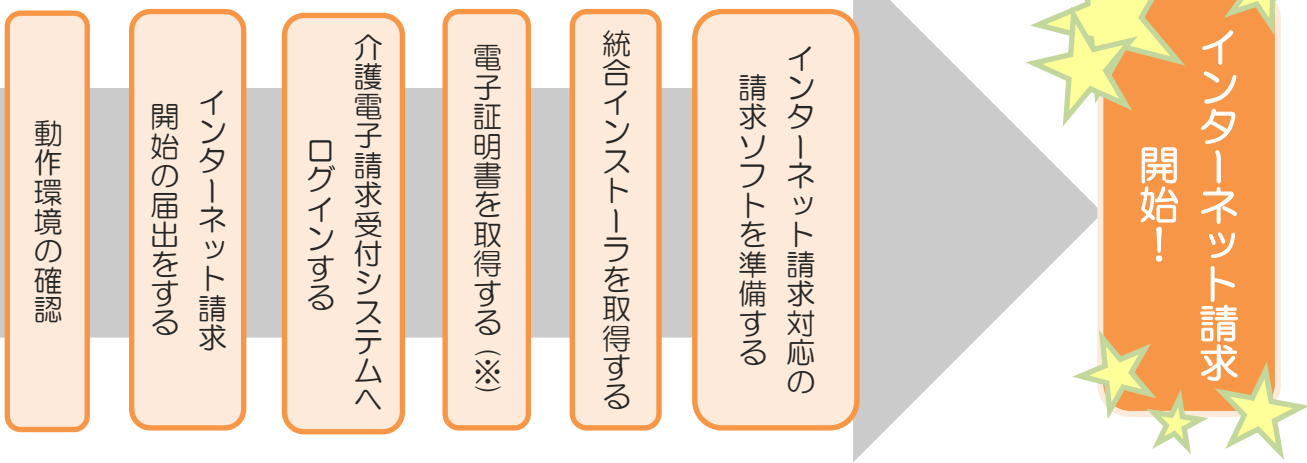 動作環境の確認
インターネット請求
開始の届出をする
介護電子請求受付システムへ
ログインする
電子証明書を取得する（※）
統合インストーラを取得する
インターネット請求対応の
請求ソフトを準備する
インターネット請求
開始！